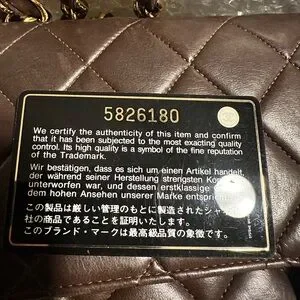 5826180
We certify the authenticity of this item and confirm
that it has been subjected to the most exacting quality
control. Its high quality is a symbol of the fine reputation
of the Trademark.
Wir bestätigen, dass es sich um einen Artikel handelt,
der während seiner Herstellung strengsten
unterworfen war, und dessen
dem hohen Ansehen unserer Marke
この製品は厳しい管理のもとに製造された
社の商品であることを証明いたします。
このブランド・マークは最高級品質の象徴です。